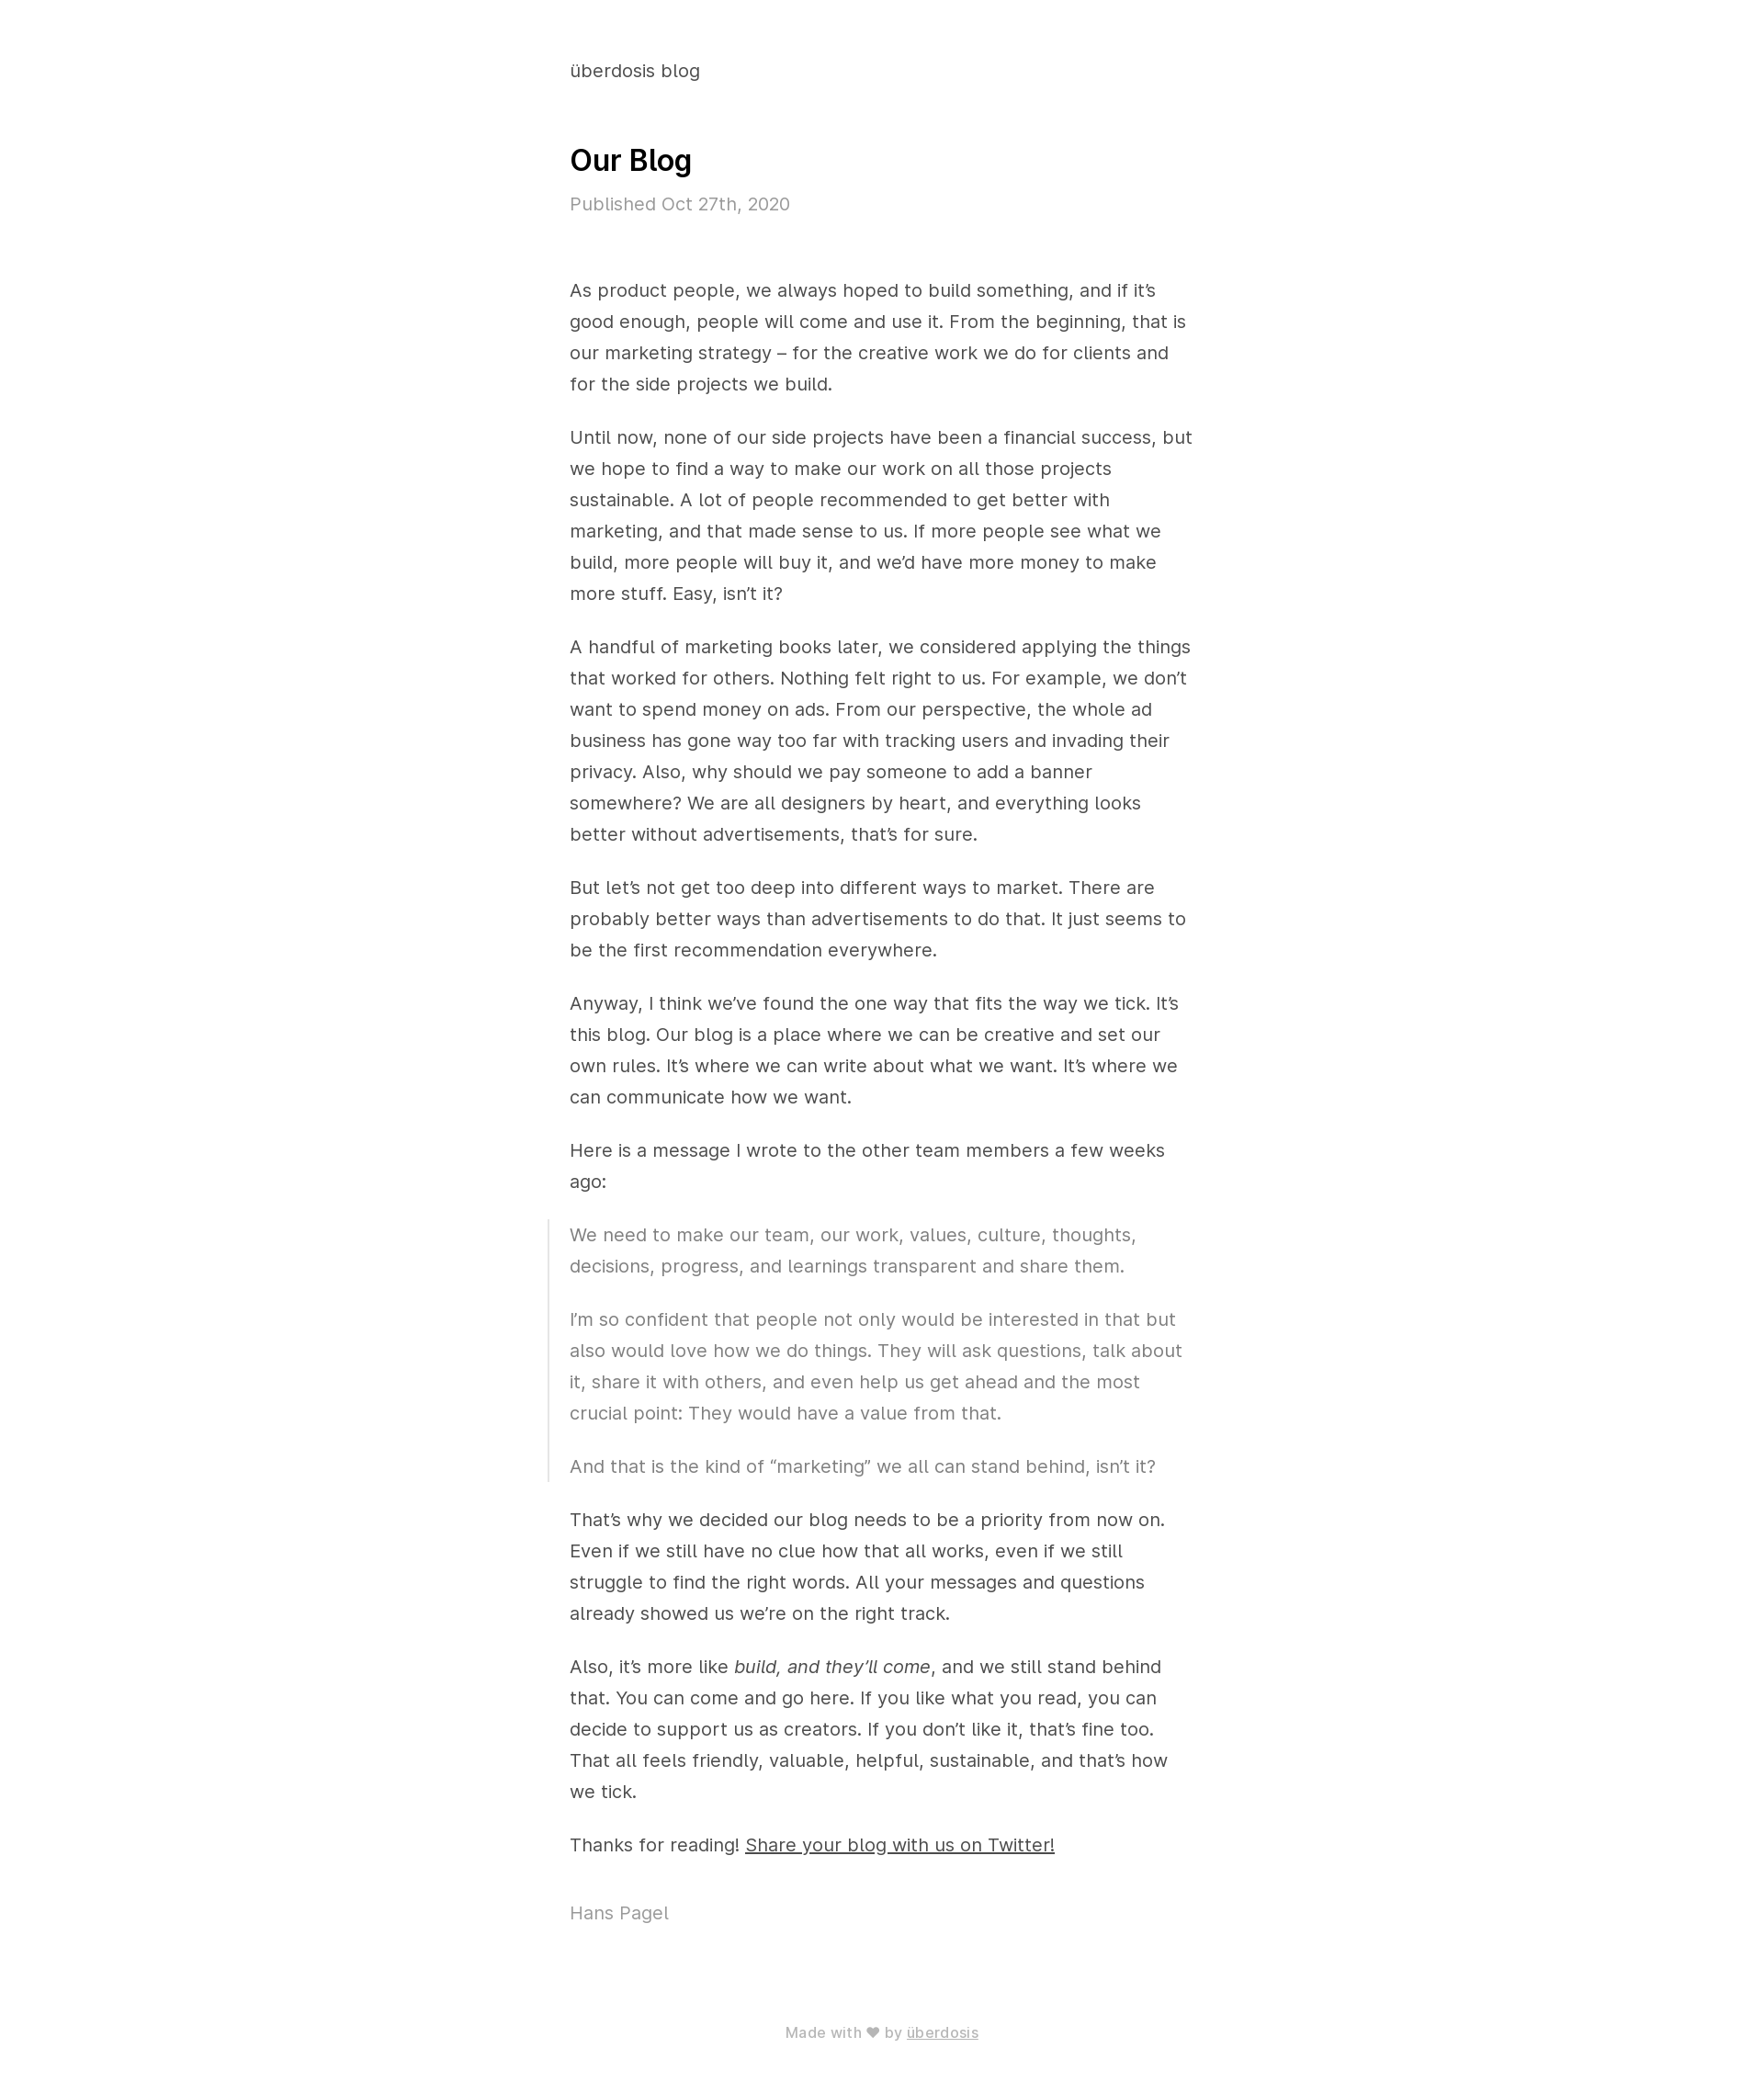 überdosis blog
Our Blog
Published Oct 27th, 2020
As product people, we always hoped to build something, and if it’s
good enough, people will come and use it. From the beginning, that is
our marketing strategy – for the creative work we do for clients and
for the side projects we build.
Until now, none of our side projects have been a financial success, but
we hope to find a way to make our work on all those projects
sustainable. A lot of people recommended to get better with
marketing, and that made sense to us. If more people see what we
build, more people will buy it, and we’d have more money to make
more stuff. Easy, isn’t it?
A handful of marketing books later, we considered applying the things
that worked for others. Nothing felt right to us. For example, we don’t
want to spend money on ads. From our perspective, the whole ad
business has gone way too far with tracking users and invading their
privacy. Also, why should we pay someone to add a banner
somewhere? We are all designers by heart, and everything looks
better without advertisements, that’s for sure.
But let’s not get too deep into different ways to market. There are
probably better ways than advertisements to do that. It just seems to
be the first recommendation everywhere.
Anyway, I think we’ve found the one way that fits the way we tick. It’s
this blog. Our blog is a place where we can be creative and set our
own rules. It’s where we can write about what we want. It’s where we
can communicate how we want.
Here is a message I wrote to the other team members a few weeks
ago:
We need to make our team, our work, values, culture, thoughts,
decisions, progress, and learnings transparent and share them.
I’m so confident that people not only would be interested in that but
also would love how we do things. They will ask questions, talk about
it, share it with others, and even help us get ahead and the most
crucial point: They would have a value from that.
And that is the kind of “marketing” we all can stand behind, isn’t it?
That’s why we decided our blog needs to be a priority from now on.
Even if we still have no clue how that all works, even if we still
struggle to find the right words. All your messages and questions
already showed us we’re on the right track.
Also, it’s more like build, and they’ll come, and we still stand behind
that. You can come and go here. If you like what you read, you can
decide to support us as creators. If you don’t like it, that’s fine too.
That all feels friendly, valuable, helpful, sustainable, and that’s how
we tick.
Thanks for reading! Share your blog with us on Twitter!
Hans Pagel
Made with ♥ by überdosis